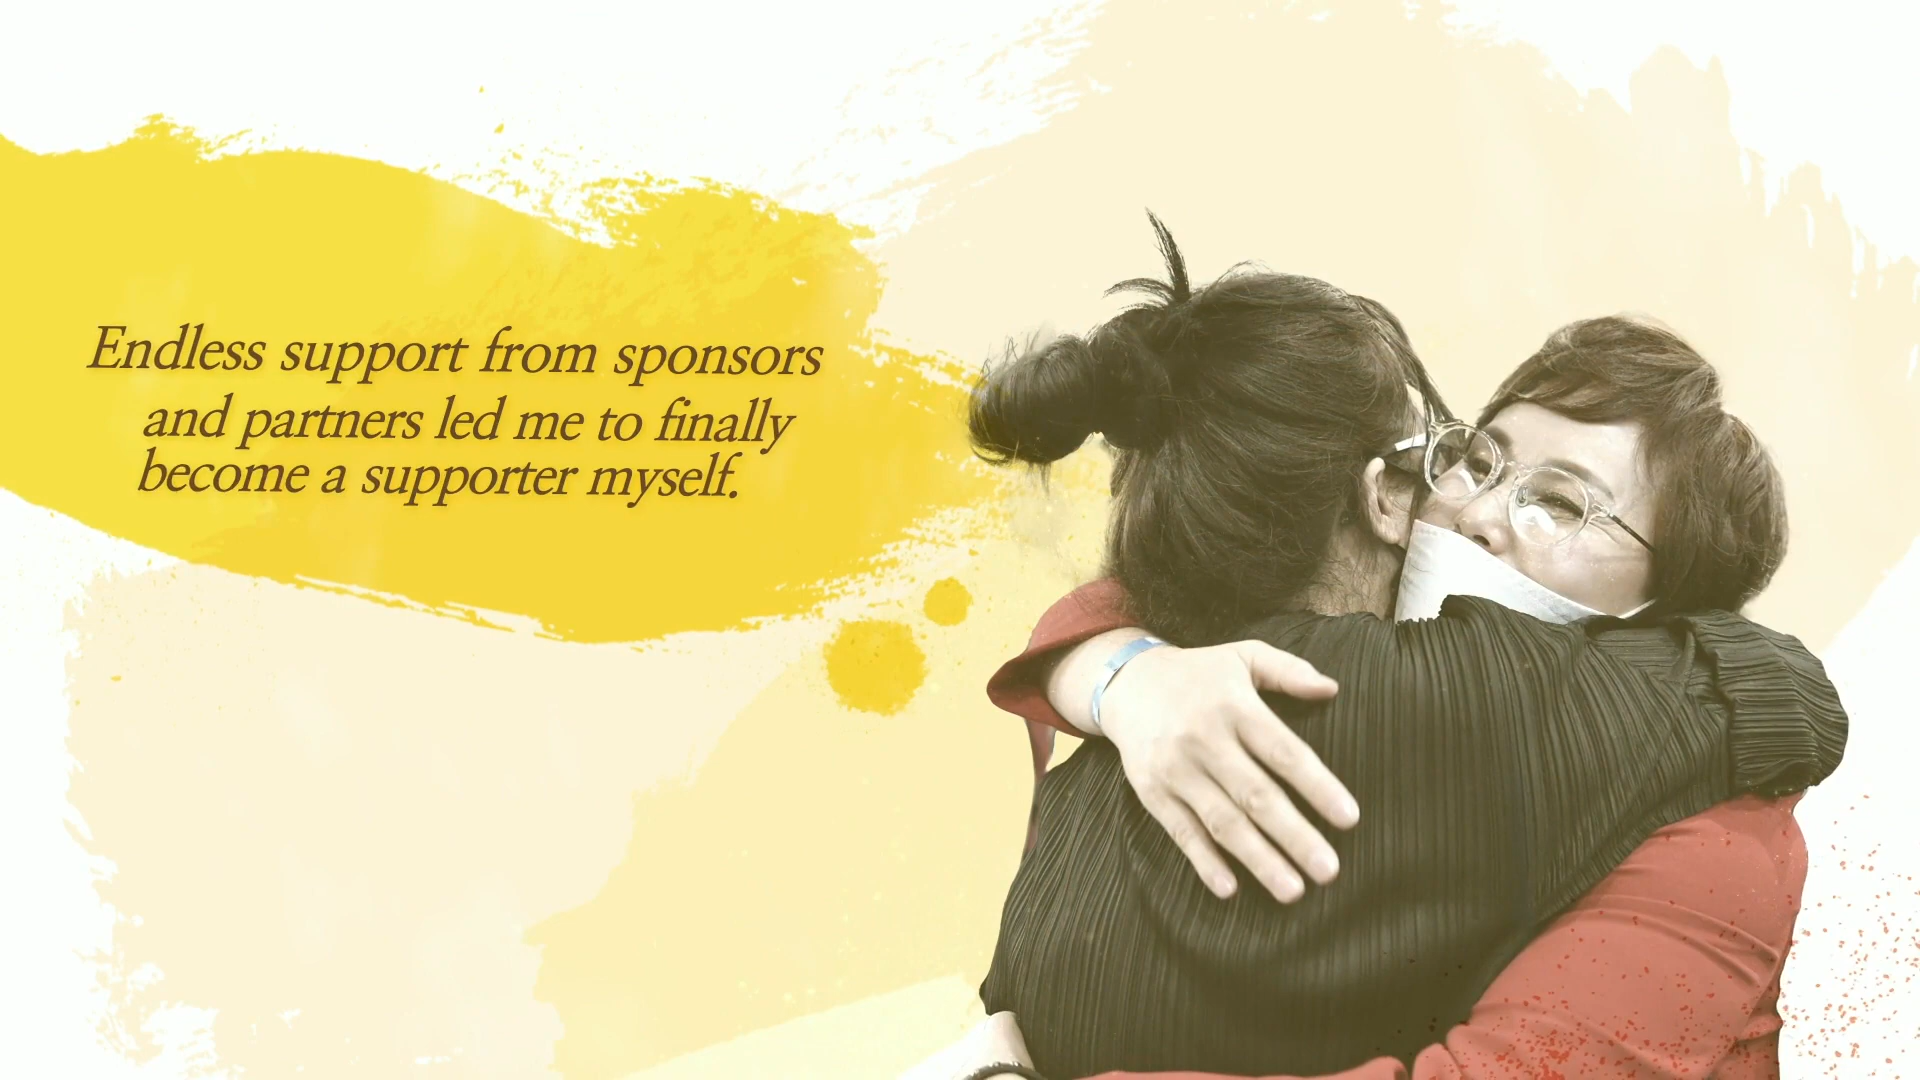 Endless support from sponsors
and partners led me to finally
become a supporter myself.